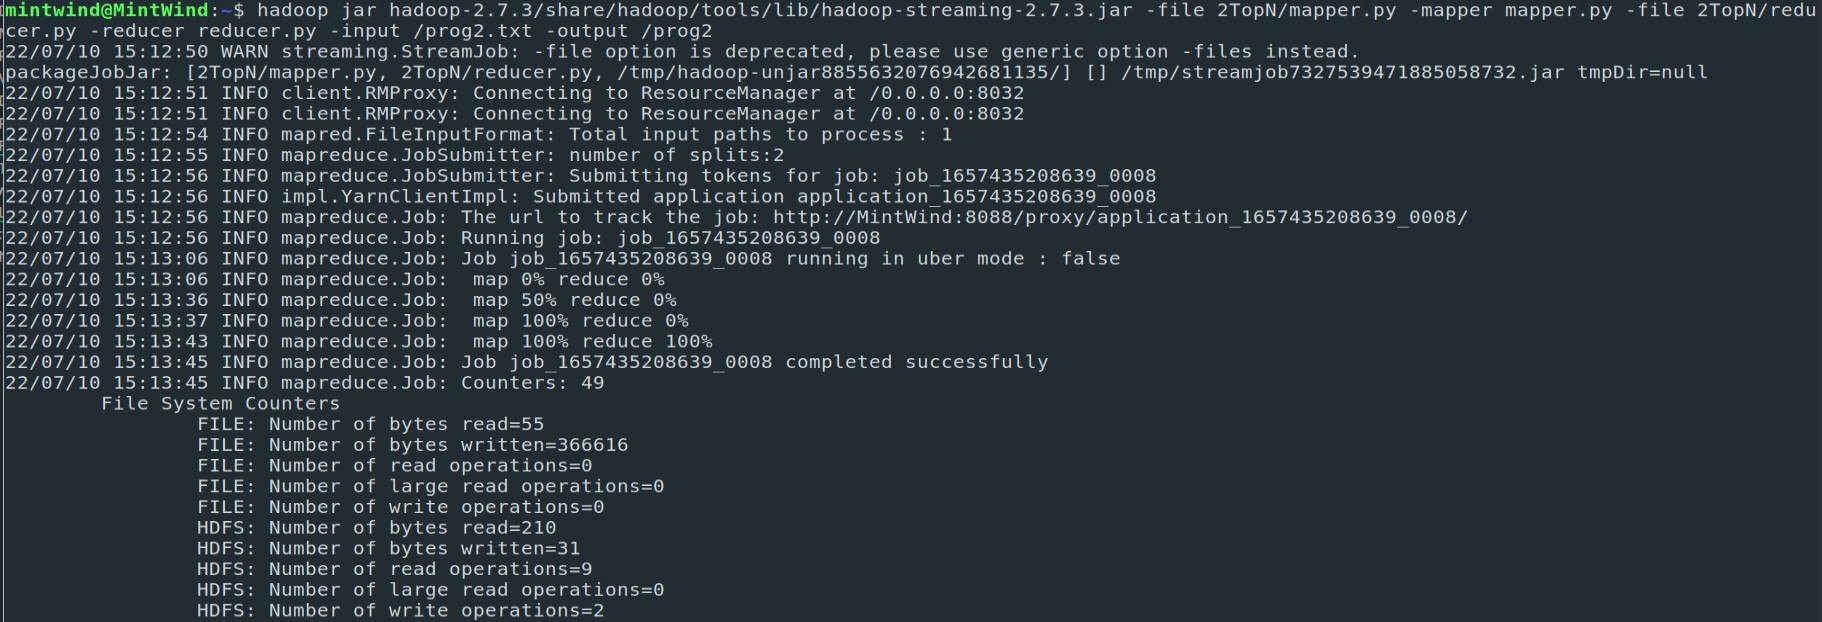 mintwind@MintWind:~$ hadoop jar hadoop-2.7.3/share/hadoop/tools/lib/hadoop-streaming-2.7.3.jar -file 2TopN/mapper.py -mapper mapper.py -file 2TopN/redu
cer.py -reducer reducer.py -input /prog2.txt -output /prog2
22/07/10 15:12:50 WARN streaming.StreamJob: -file option is deprecated, please use generic option -files instead.
packageJobJar: [2TopN/mapper.py, 2TopN/reducer.py, /tmp/hadoop-unjar8855632076942681135/] [] /tmp/streamjob7327539471885058732.jar tmpDir=null
22/07/10 15:12:51 INFO client.RMProxy: Connecting to ResourceManager at /0.0.0.0:8032
22/07/10 15:12:51 INFO client.RMProxy: Connecting to ResourceManager at /0.0.0.0:8032
22/07/10 15:12:54 INFO mapred.FileInputFormat: Total input paths to process : 1
22/07/10 15:12:55 INFO mapreduce.JobSubmitter: number of splits:2
22/07/10 15:12:56 INFO mapreduce.JobSubmitter: Submitting tokens for job: job_1657435208639_0008
22/07/10 15:12:56 INFO impl.YarnClientImpl: Submitted application application_1657435208639_0008
22/07/10 15:12:56 INFO mapreduce.Job: The url to track the job: http://MintWind:8088/proxy/application_1657435208639_0008/
22/07/10 15:12:56 INFO mapreduce.Job: Running job: job_1657435208639_0008
22/07/10 15:13:06 INFO mapreduce.Job: Job job_1657435208639_0008 running in uber mode : false
22/07/10 15:13:06 INFO mapreduce.Job:  map 0% reduce 0%
22/07/10 15:13:36 INFO mapreduce.Job:  map 50% reduce 0%
22/07/10 15:13:37 INFO mapreduce.Job:  map 100% reduce 0%
22/07/10 15:13:43 INFO mapreduce.Job:  map 100% reduce 100%
22/07/10 15:13:45 INFO mapreduce.Job: Job job_1657435208639_0008 completed successfully
22/07/10 15:13:45 INFO mapreduce.Job: Counters: 49
File System Counters
FILE: Number of bytes read=55
FILE: Number of bytes written=366616
FILE: Number of read operations=0
FILE: Number of large read operations=0
FILE: Number of write operations=0
HDFS: Number of bytes read=210
HDFS: Number of bytes written=31
HDFS: Number of read operations=9
HDFS: Number of large read operations=0
HDFS: Number of write operations=2